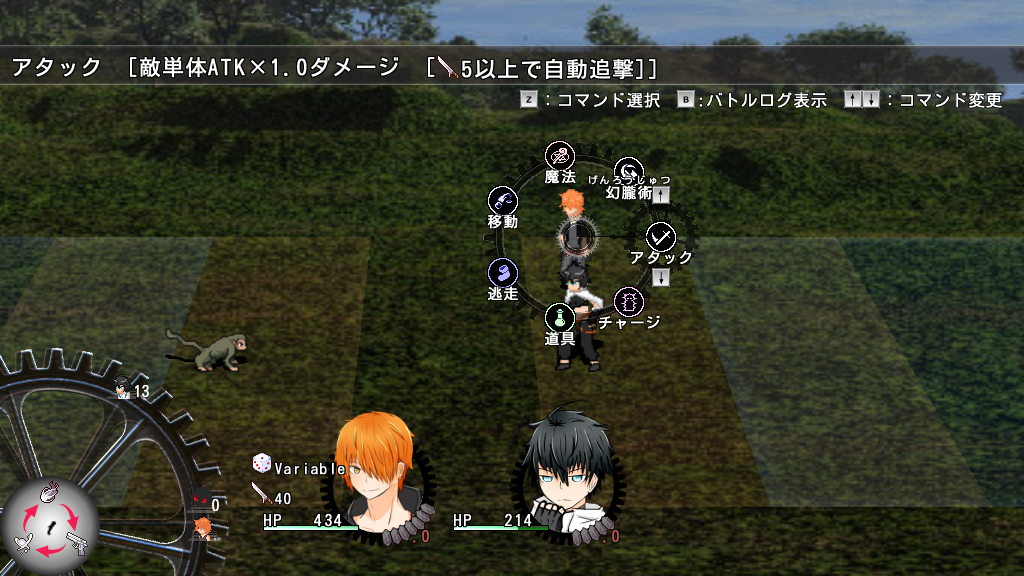 アタック [敵単体ATK×1.0ダメージ [5以上で自動追撃]]
Z:コマンド選択 B:バトルログ表示 ↑↓:コマンド変更
魔法
げんろうじゅつ
幻朧術
↑
移動
アタック
↓
逃走
チャージ
道具
13
Variable
0
40
HP 434
.0
HP 214
.0